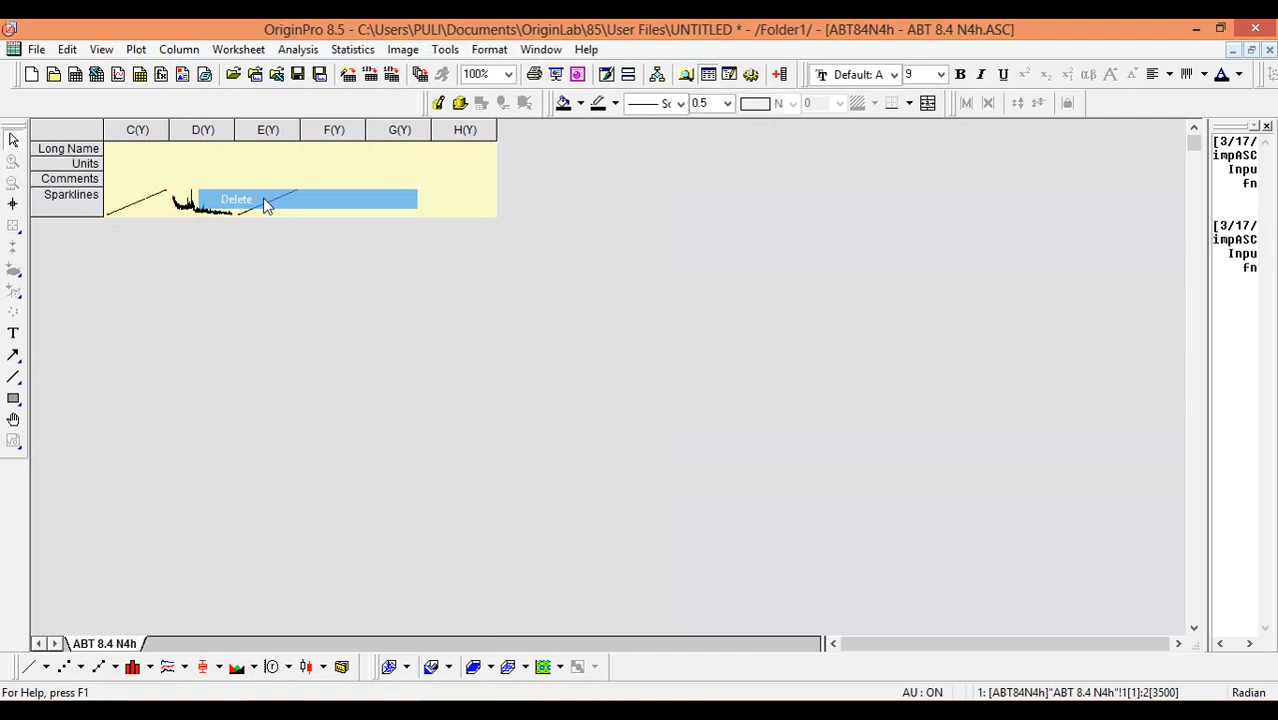 OriginPro 8.5 - C:\Users\PULI\Documents\OriginLab\85\User Files\UNTITLED * - /Folder1/ - [ABT84N4h - ABT 8.4 N4h.ASC]
File Edit View Plot Column Worksheet Analysis Statistics Image Tools Format Window Help
100% Default: A 9 B I U
0.5 N 0
C(Y) D(Y) E(Y) F(Y) G(Y) H(Y)
Long Name
Units
Comments
Sparklines
Delete
[3/17/
impASC
Inpu
fn
[3/17/
impASC
Inpu
fn
ABT 8.4 N4h
For Help, press F1 AU : ON 1: [ABT84N4h]"ABT 8.4 N4h"!1[1]:2[3500] Radian